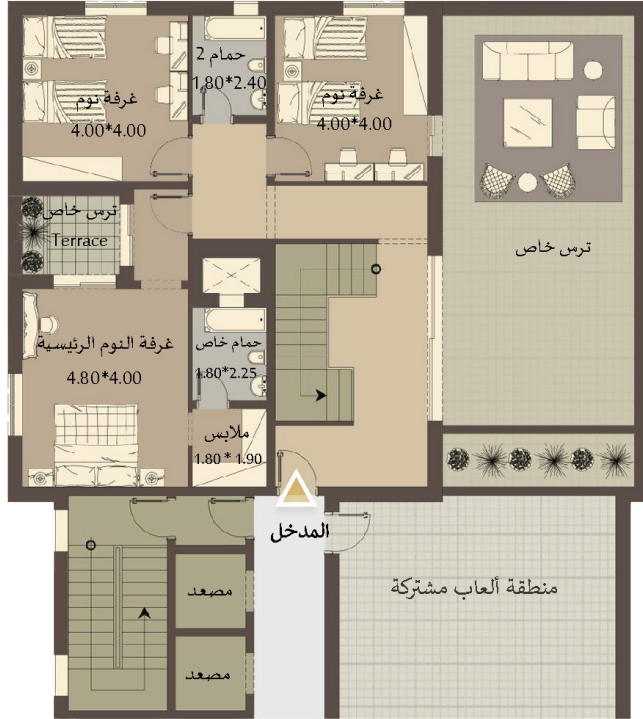 حمام 2
1.80*2.40
غرفة نوم
4.00*4.00
غرفة نوم
4.00*4.00
ترس خاص
Terrace
ترس خاص
غرفة النوم الرئيسية
4.80*4.00
حمام خاص
1.80*2.25
ملابس
1.80 * 1.90
المدخل
منطقة ألعاب مشتركة
مصعد
مصعد